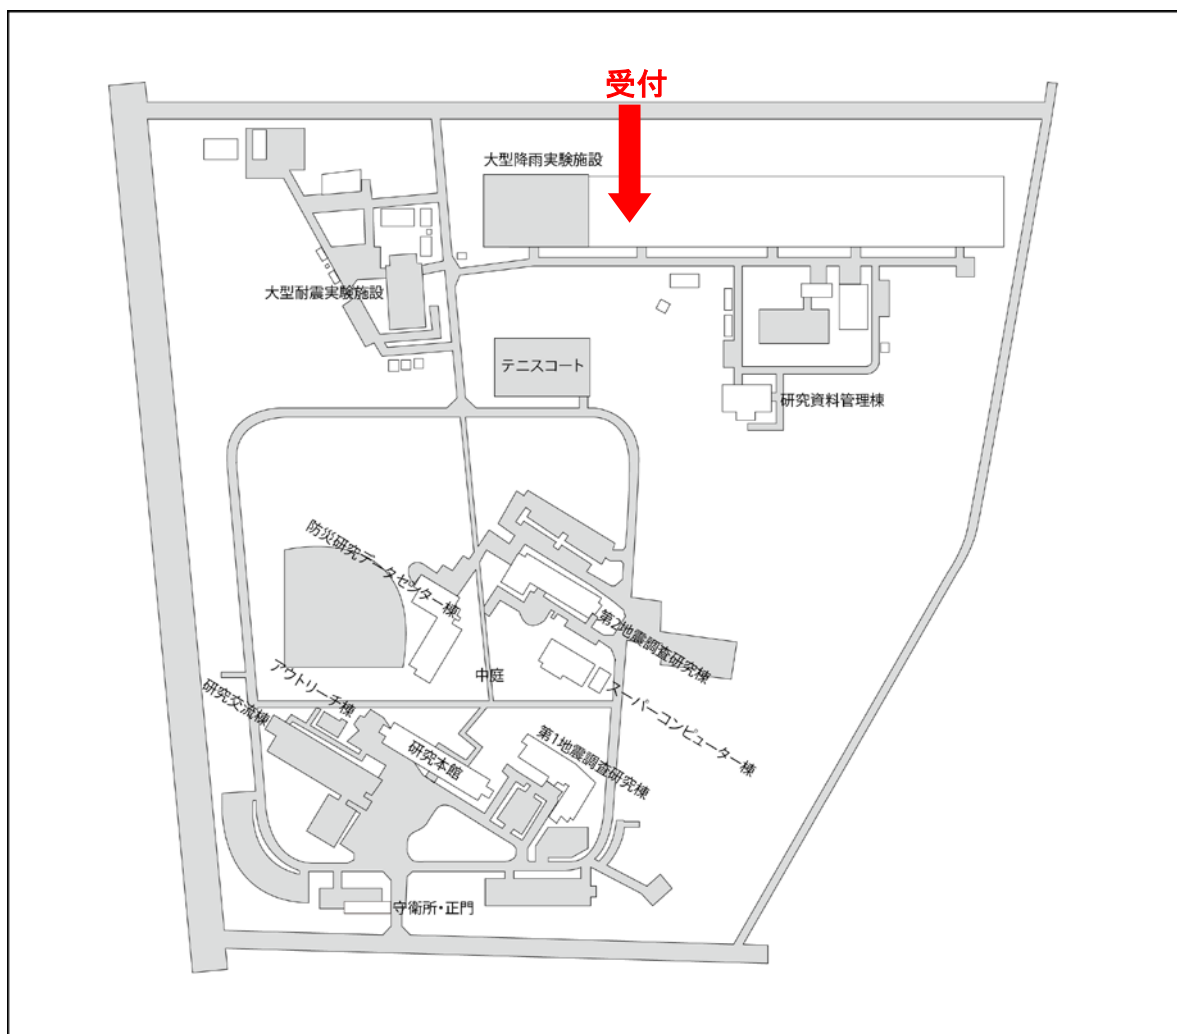 受付
大型降雨実験施設
大型耐震実験施設
テニスコート
研究資料管理棟
防災研究データセンター棟
第2地震調査研究棟
中庭
スーパーコンピューター棟
アウトリーチ棟
研究交流棟
研究本館
第1地震調査研究棟
守衛所・正門